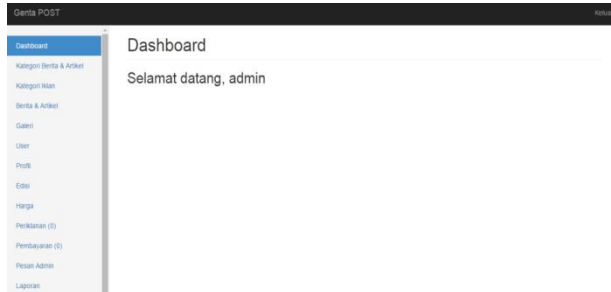 Genta POST
Keluar
Dashboard
Kategori Berita & Artikel
Kategori Iklan
Berita & Artikel
Galeri
User
Profil
Edisi
Harga
Periklanan (0)
Pembayaran (0)
Pesan Admin
Laporan
Dashboard
Selamat datang, admin